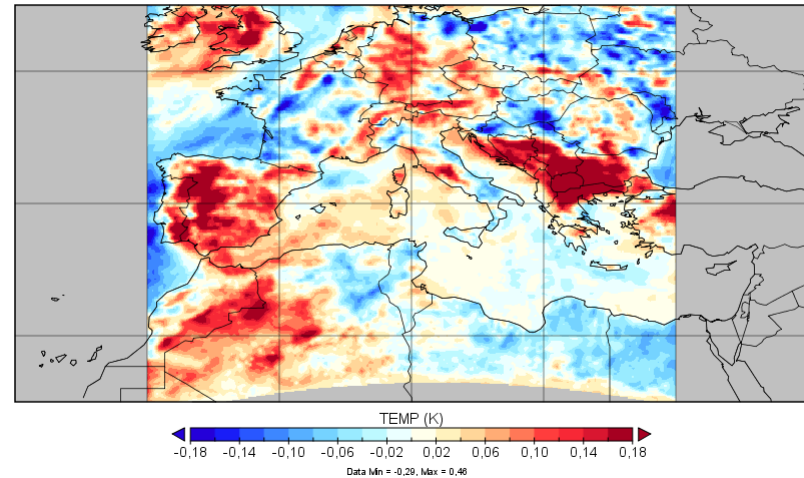 TEMP (K)
-0,18 -0,14 -0,10 -0,06 -0,02 0,02 0,06 0,10 0,14 0,18
Data Min = -0,29, Max = 0,46